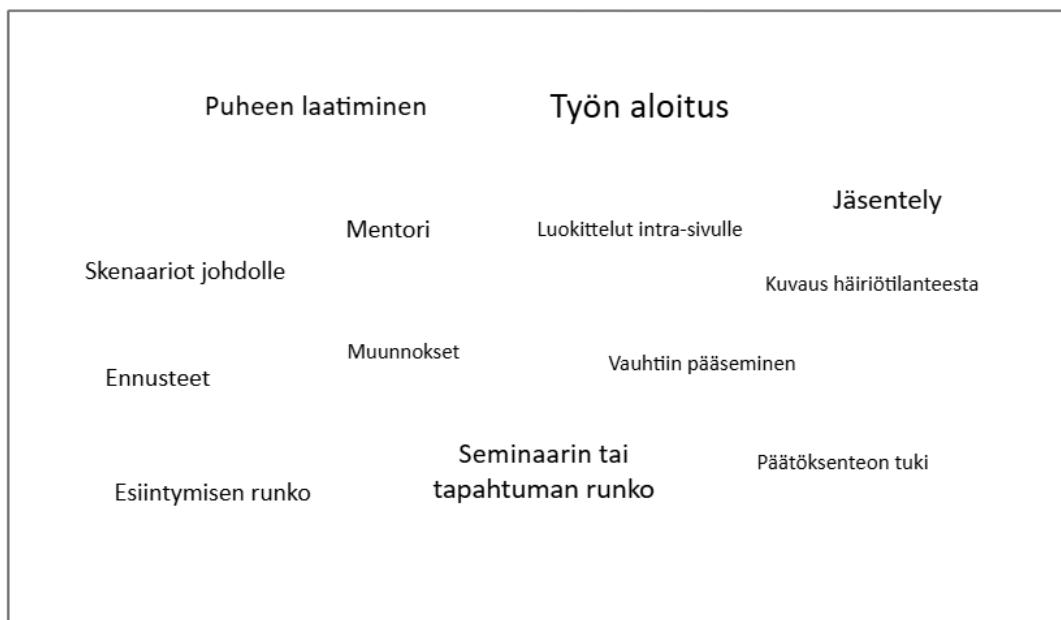 Puheen laatiminen
Työn aloitus
Jäsentely
Mentori
Luokittelut intra-sivulle
Skenaariot johdolle
Kuvaus häiriötilanteesta
Muunnokset
Vauhtiin pääseminen
Ennusteet
Seminaarin tai
tapahtuman runko
Päätöksenteon tuki
Esiintymisen runko